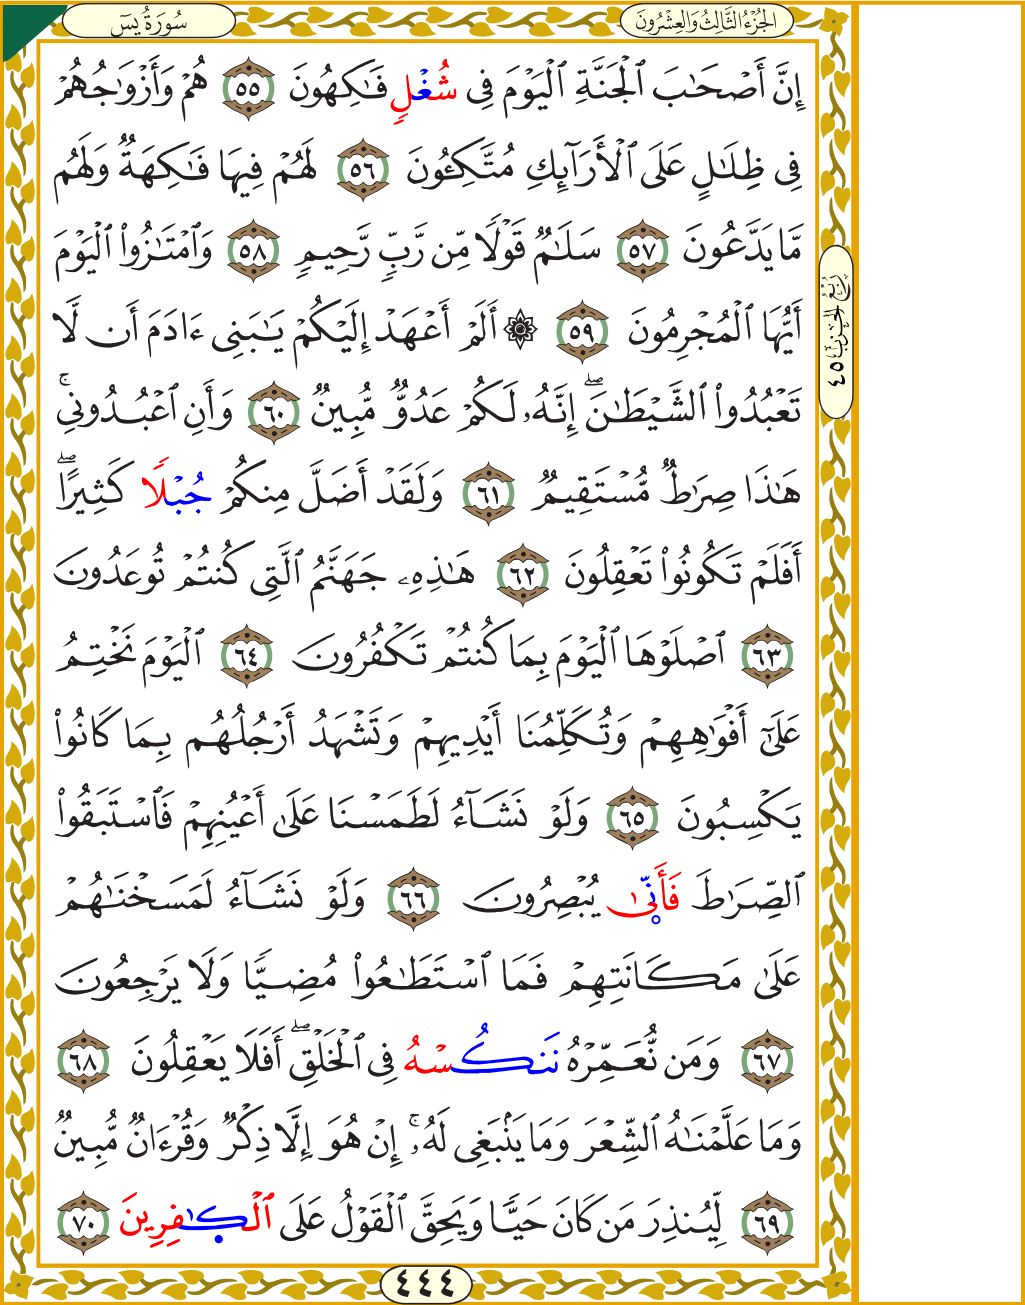 سُورَةُ يسٓ
الجُزْءُ الثَّالِثُ وَالعِشْرُونَ
إِنَّ أَصْحَٰبَ ٱلْجَنَّةِ ٱلْيَوْمَ فِى شُغْلٍ فَٰكِهُونَ ٥٥ هُمْ وَأَزْوَٰجُهُمْ
فِى ظِلَٰلٍ عَلَى ٱلْأَرَآئِكِ مُتَّكِـُٔونَ ٥٦ لَهُمْ فِيهَا فَٰكِهَةٌ وَلَهُم
مَّا يَدَّعُونَ ٥٧ سَلَٰمٌ قَوْلًا مِّن رَّبٍّ رَّحِيمٍ ٥٨ وَٱمْتَٰزُوا۟ ٱلْيَوْمَ
أَيُّهَا ٱلْمُجْرِمُونَ ٥٩ ۞ أَلَمْ أَعْهَدْ إِلَيْكُمْ يَٰبَنِىٓ ءَادَمَ أَن لَّا
تَعْبُدُوا۟ ٱلشَّيْطَٰنَ ۖ إِنَّهُۥ لَكُمْ عَدُوٌّ مُّبِينٌ ٦٠ وَأَنِ ٱعْبُدُونِى ۚ
هَٰذَا صِرَٰطٌ مُّسْتَقِيمٌ ٦١ وَلَقَدْ أَضَلَّ مِنكُمْ جُبْلًا كَثِيرًا ۖ
أَفَلَمْ تَكُونُوا۟ تَعْقِلُونَ ٦٢ هَٰذِهِۦ جَهَنَّمُ ٱلَّتِى كُنتُمْ تُوعَدُونَ
٦٣ ٱصْلَوْهَا ٱلْيَوْمَ بِمَا كُنتُمْ تَكْفُرُونَ ٦٤ ٱلْيَوْمَ نَخْتِمُ
عَلَىٰٓ أَفْوَٰهِهِمْ وَتُكَلِّمُنَآ أَيْدِيهِمْ وَتَشْهَدُ أَرْجُلُهُم بِمَا كَانُوا۟
يَكْسِبُونَ ٦٥ وَلَوْ نَشَآءُ لَطَمَسْنَا عَلَىٰٓ أَعْيُنِهِمْ فَٱسْتَبَقُوا۟
ٱلصِّرَٰطَ فَأَنَّىٰ يُبْصِرُونَ ٦٦ وَلَوْ نَشَآءُ لَمَسَخْنَٰهُمْ
عَلَىٰ مَكَانَتِهِمْ فَمَا ٱسْتَطَٰعُوا۟ مُضِيًّا وَلَا يَرْجِعُونَ
٦٧ وَمَن نُّعَمِّرْهُ نَنكُسْهُ فِى ٱلْخَلْقِ ۖ أَفَلَا يَعْقِلُونَ ٦٨
وَمَا عَلَّمْنَٰهُ ٱلشِّعْرَ وَمَا يَنۢبَغِى لَهُۥٓ ۚ إِنْ هُوَ إِلَّا ذِكْرٌ وَقُرْءَانٌ مُّبِينٌ
٦٩ لِّيُنذِرَ مَن كَانَ حَيًّا وَيَحِقَّ ٱلْقَوْلُ عَلَى ٱلْكَٰفِرِينَ ٧٠
رُبْعُ الحِزْب ٤٥
٤٤٤